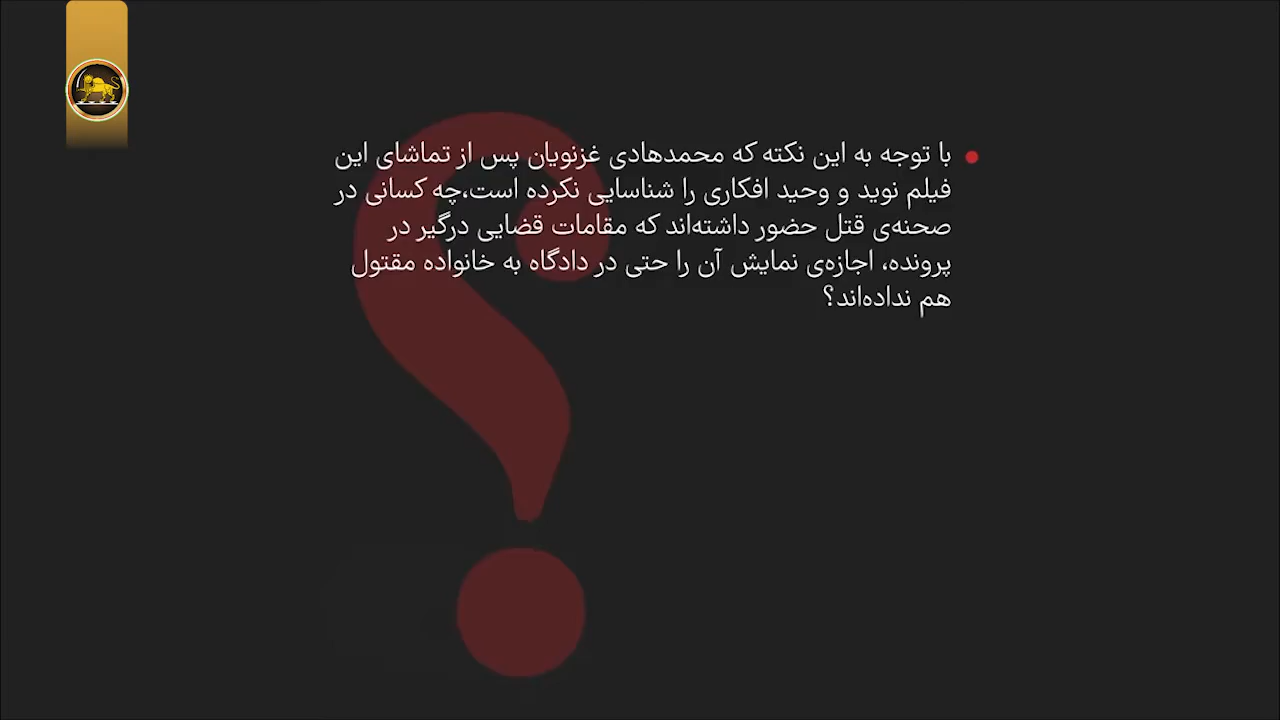 با توجه به این نکته که محمدهادی غزنویان پس از تماشای این
فیلم نوید و وحید افکاری را شناسایی نکرده است،چه کسانی در
صحنه‌ی قتل حضور داشته‌اند که مقامات قضایی درگیر در
پرونده، اجازه‌ی نمایش آن را حتی در دادگاه به خانواده مقتول
هم نداده‌اند؟